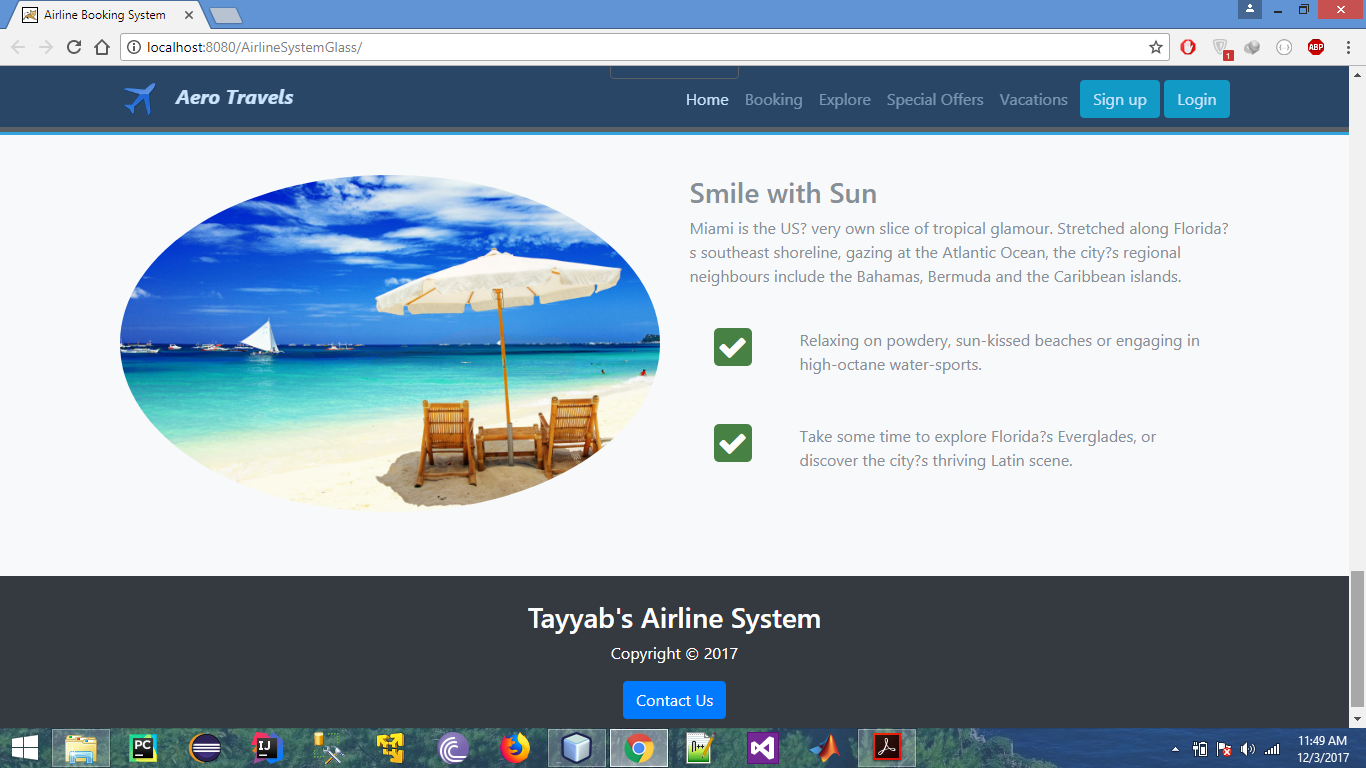 Airline Booking System
localhost:8080/AirlineSystemGlass/
1
ABP
Aero Travels
Home Booking Explore Special Offers Vacations Sign up Login
Smile with Sun
Miami is the US? very own slice of tropical glamour. Stretched along Florida?
s southeast shoreline, gazing at the Atlantic Ocean, the city?s regional
neighbours include the Bahamas, Bermuda and the Caribbean islands.
Relaxing on powdery, sun-kissed beaches or engaging in
high-octane water-sports.
Take some time to explore Florida?s Everglades, or
discover the city?s thriving Latin scene.
Tayyab's Airline System
Copyright © 2017
Contact Us
PC
IJ
11:49 AM
12/3/2017